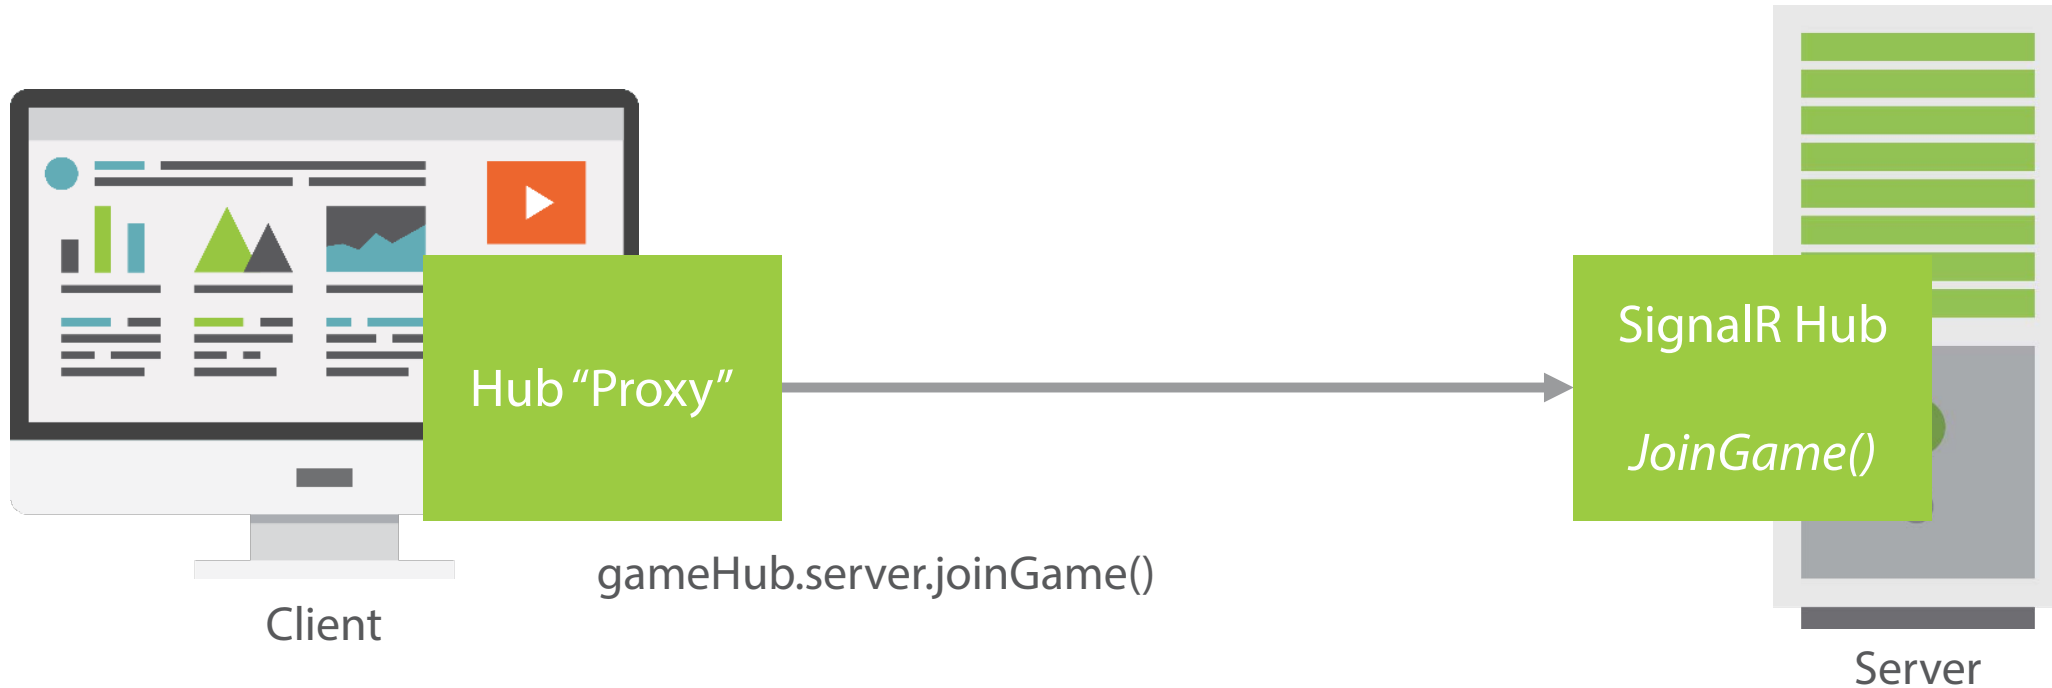 Hub “Proxy”
SignalR Hub
JoinGame()
gameHub.server.joinGame()
Client
Server